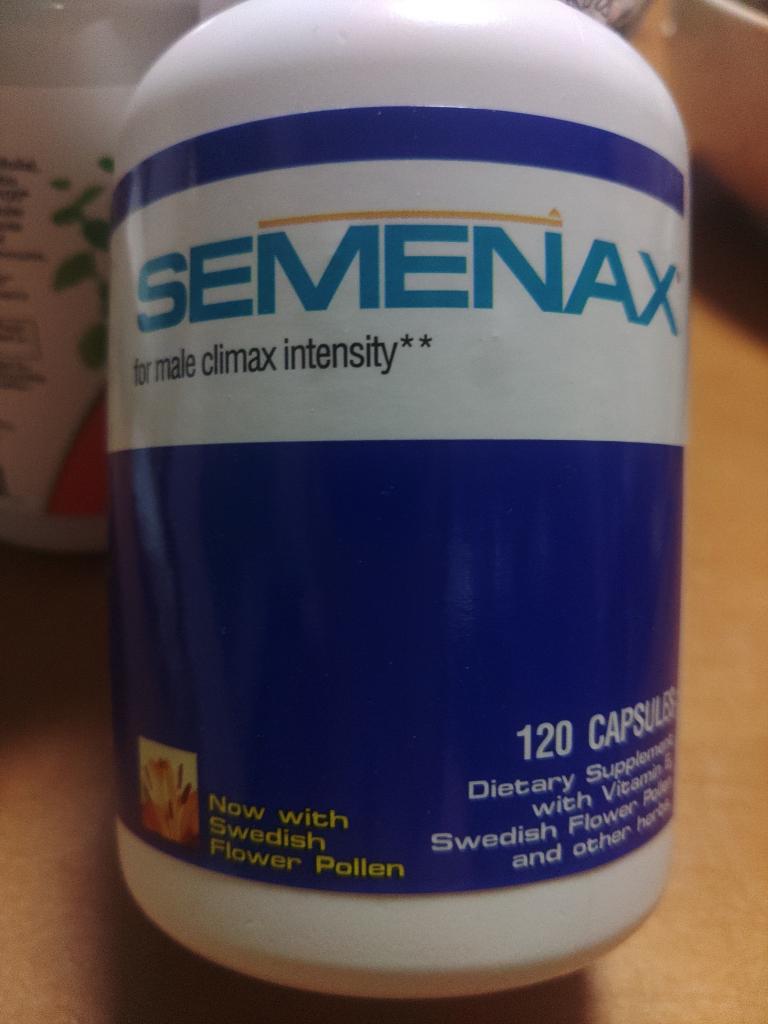 SEMENAX
for male climax intensity**
120 CAPSULES
Dietary Supplement
with Vitamin E,
Swedish Flower Pollen
and other herbs.
Now with
Swedish
Flower Pollen